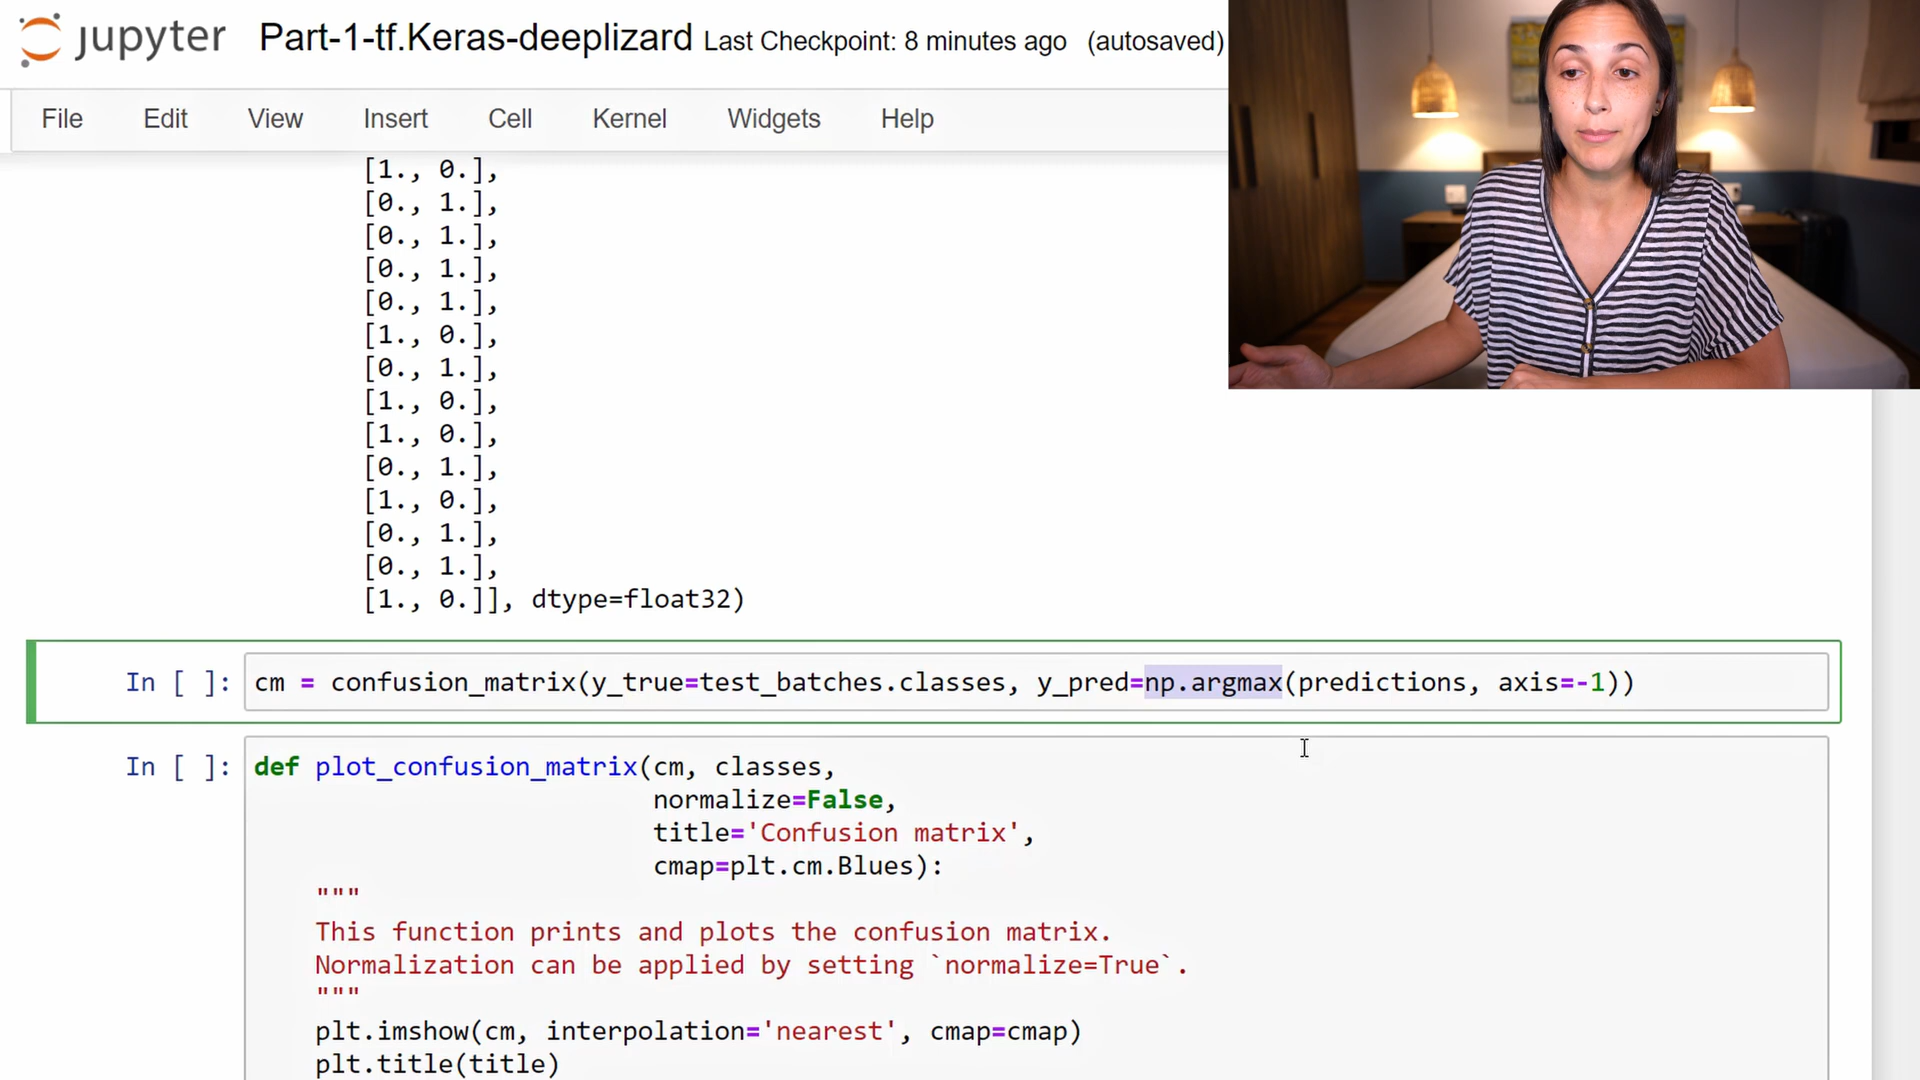 jupyter Part-1-tf.Keras-deeplizard Last Checkpoint: 8 minutes ago (autosaved)
File Edit View Insert Cell Kernel Widgets Help
[1., 0.],
[0., 1.],
[0., 1.],
[0., 1.],
[0., 1.],
[1., 0.],
[0., 1.],
[1., 0.],
[1., 0.],
[0., 1.],
[1., 0.],
[0., 1.],
[0., 1.],
[1., 0.]], dtype=float32)
In [ ]: cm = confusion_matrix(y_true=test_batches.classes, y_pred=np.argmax(predictions, axis=-1))
In [ ]: def plot_confusion_matrix(cm, classes,
normalize=False,
title='Confusion matrix',
cmap=plt.cm.Blues):
"""
This function prints and plots the confusion matrix.
Normalization can be applied by setting `normalize=True`.
"""
plt.imshow(cm, interpolation='nearest', cmap=cmap)
plt.title(title)